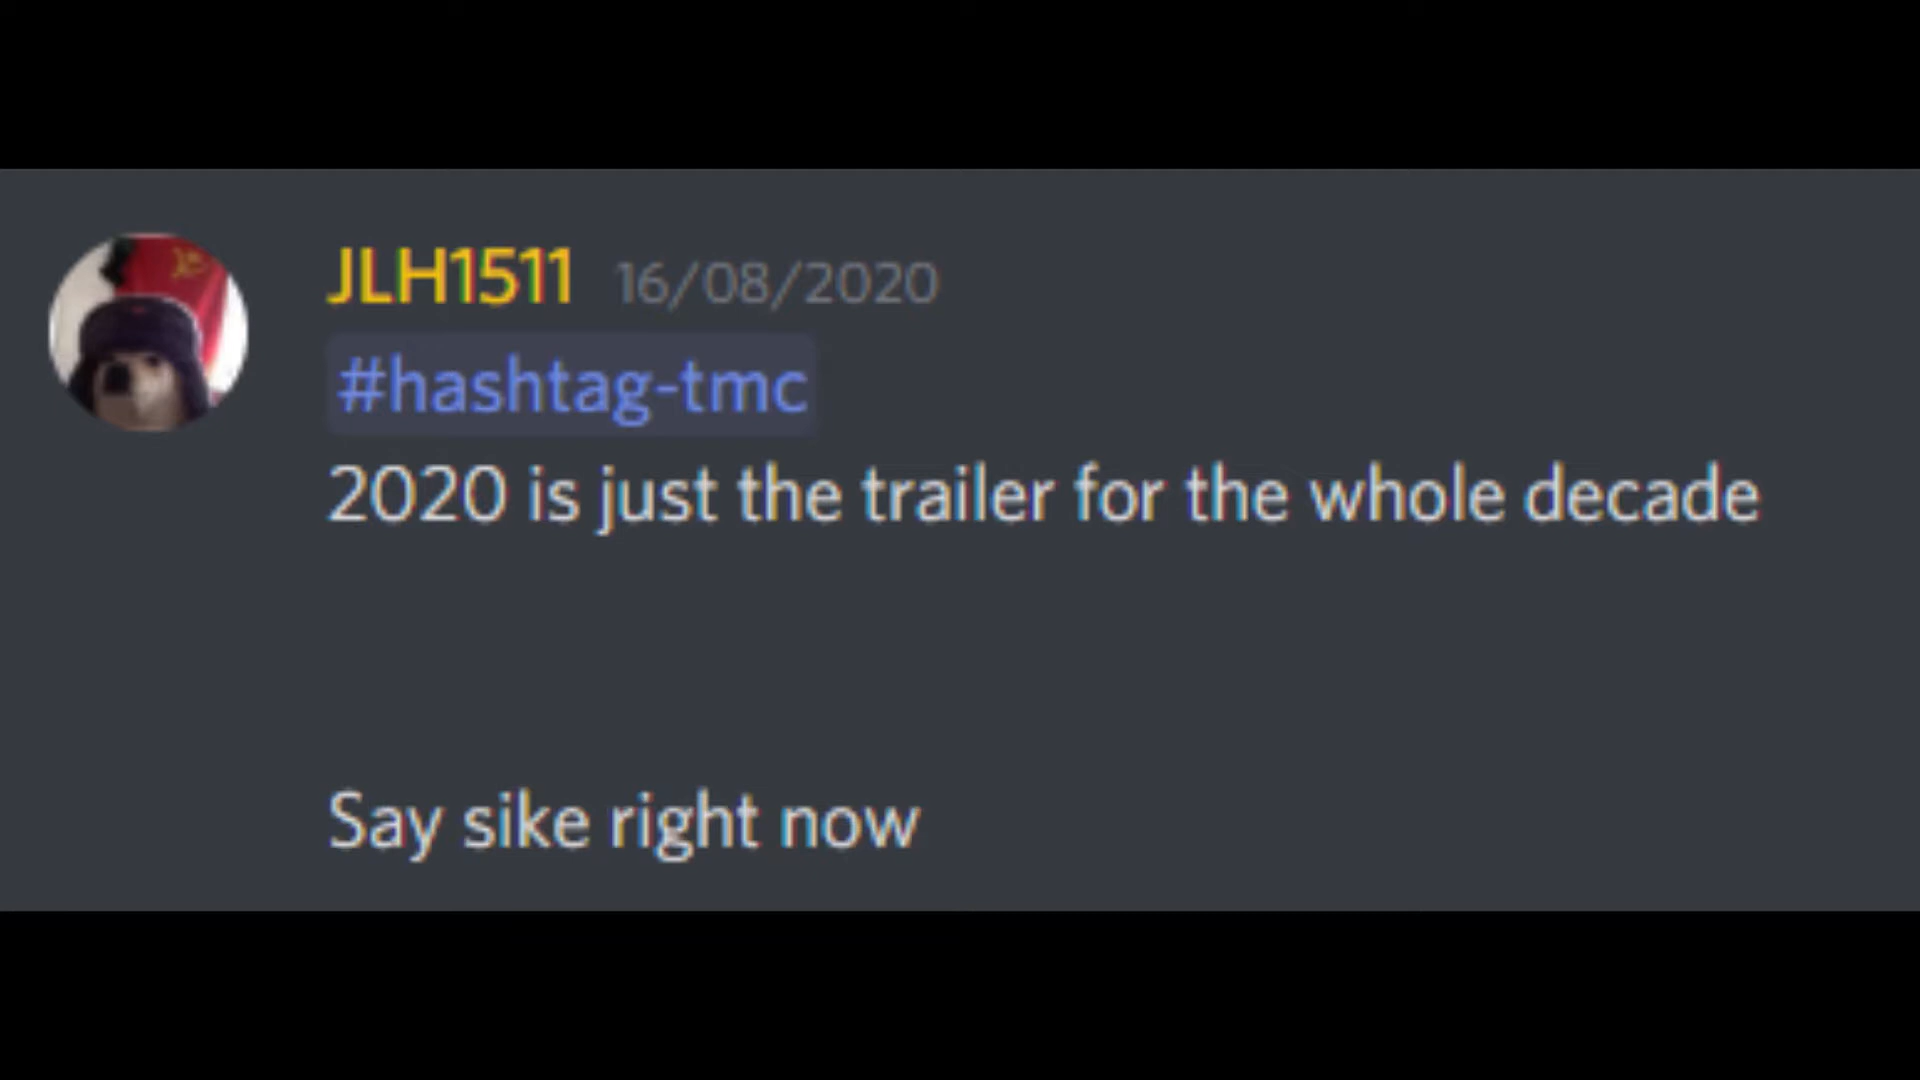 JLH1511 16/08/2020
#hashtag-tmc
2020 is just the trailer for the whole decade
Say sike right now